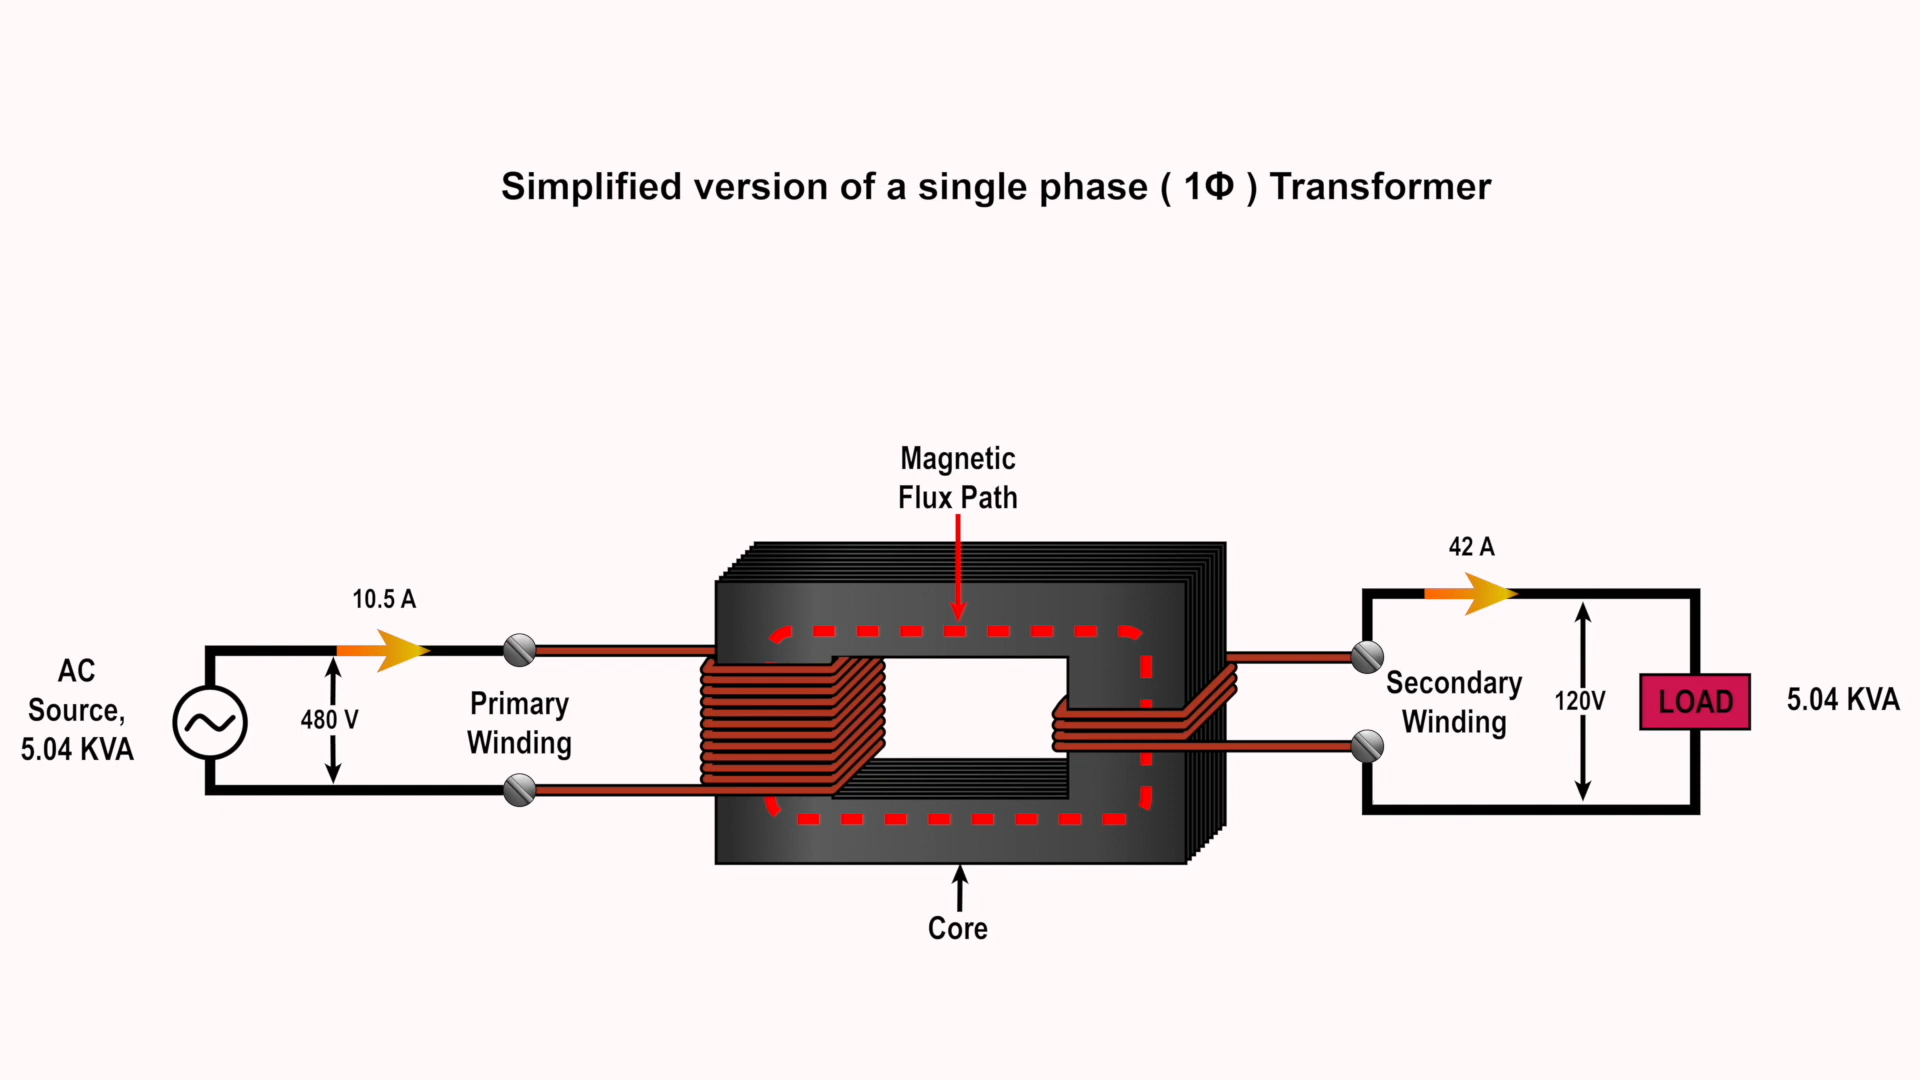 Simplified version of a single phase ( 1Φ ) Transformer
Magnetic
Flux Path
42 A
10.5 A
AC
Source,
5.04 KVA
480 V
Primary
Winding
Secondary
Winding
120V
LOAD
5.04 KVA
Core